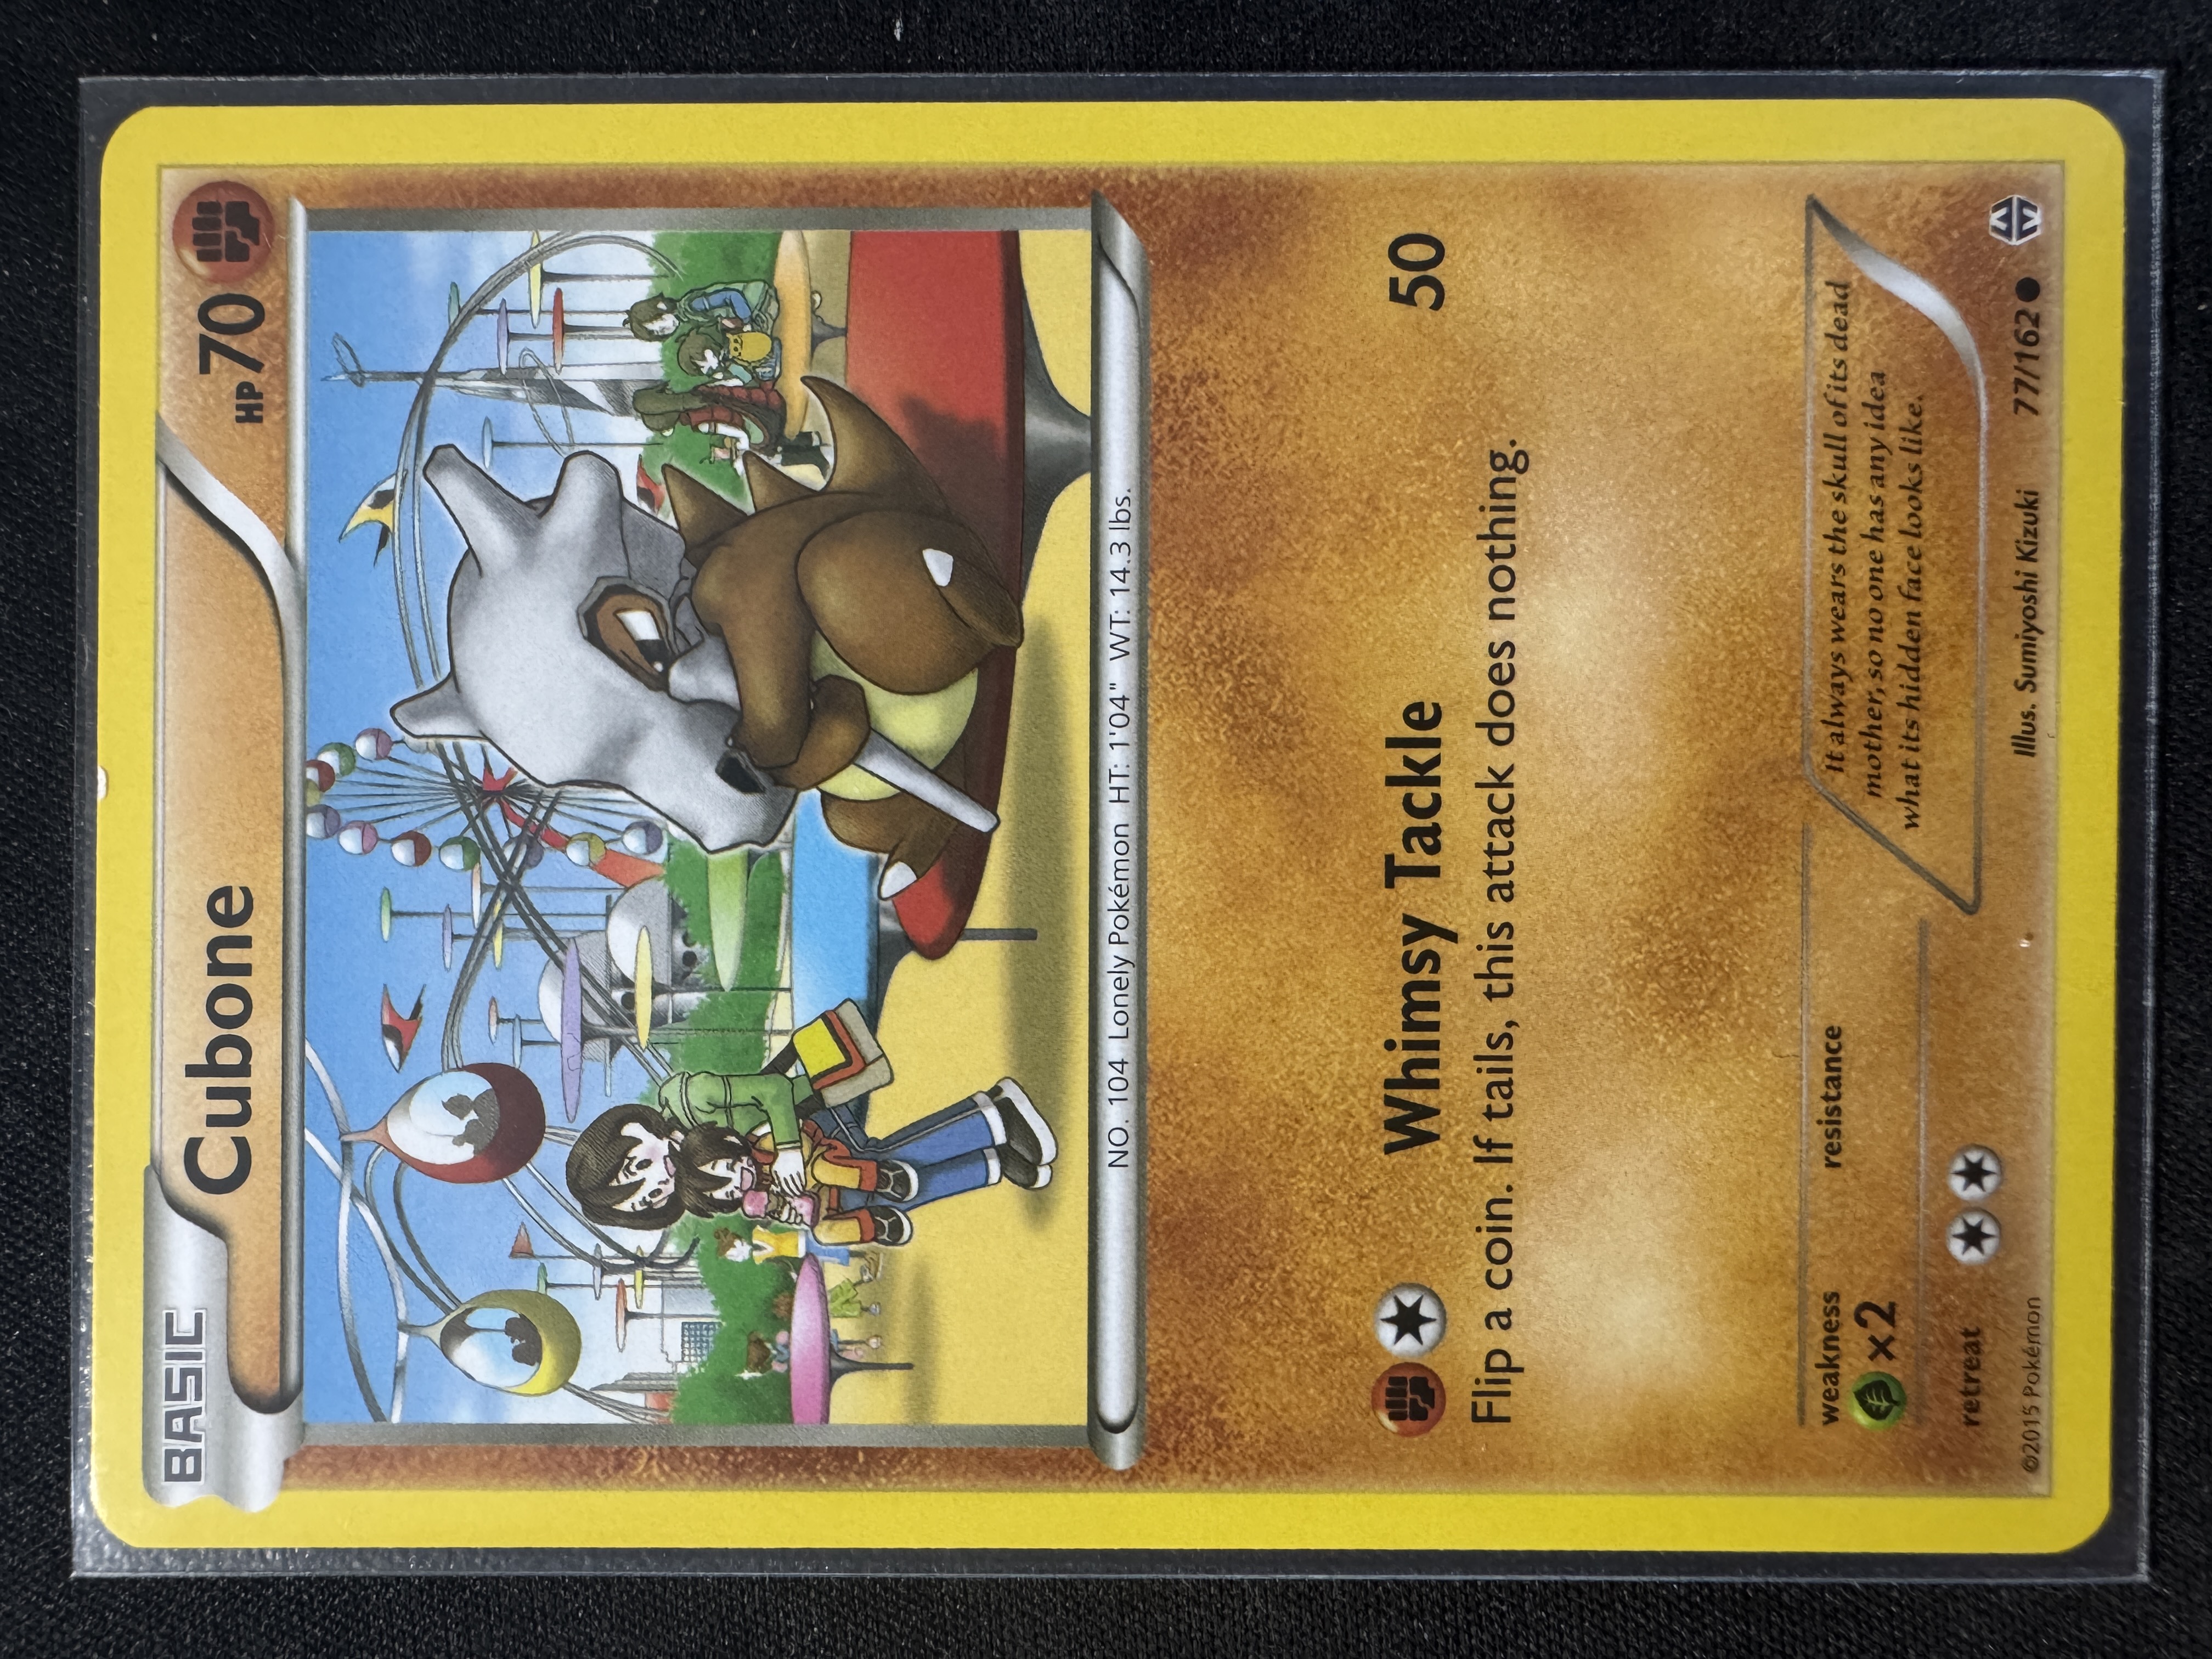 BASIC
Cubone
HP70
NO. 104 Lonely Pokémon HT: 1'04" WT: 14.3 lbs.
Whimsy Tackle 50
Flip a coin. If tails, this attack does nothing.
weakness resistance
×2
It always wears the skull of its dead
mother, so no one has any idea
what its hidden face looks like.
retreat
©2015 Pokémon Illus. Sumiyoshi Kizuki 77/162